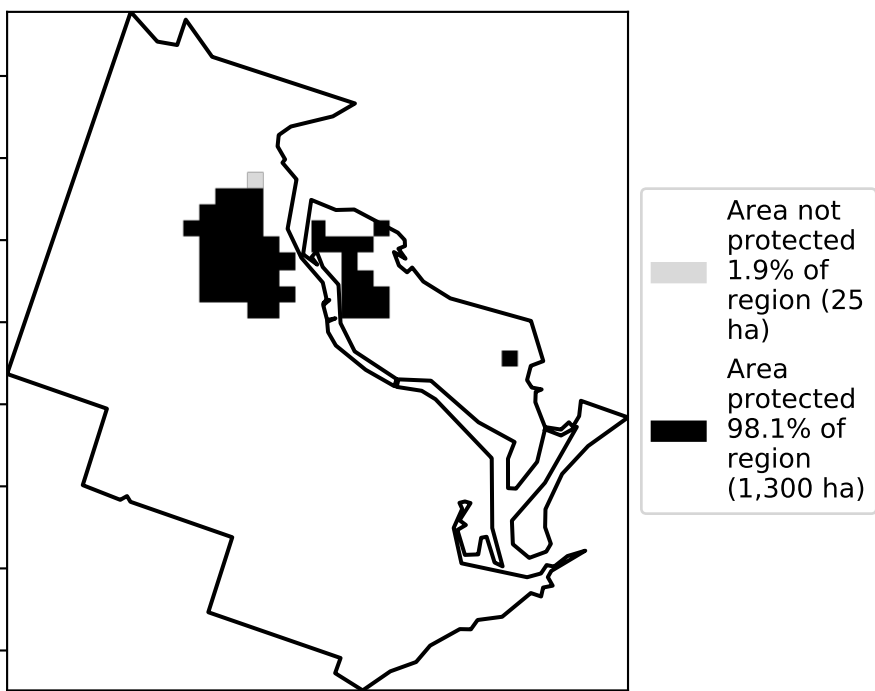 Area not
protected
1.9% of
region (25
ha)
Area
protected
98.1% of
region
(1,300 ha)